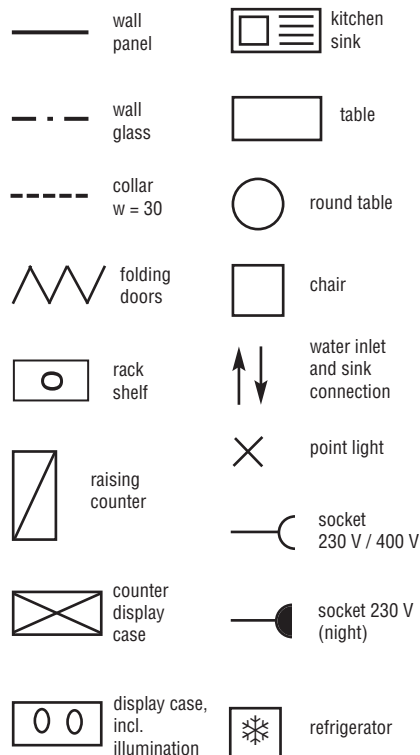 wall
panel
wall
glass
collar
w = 30
folding
doors
rack
shelf
raising
counter
counter
display
case
display case,
incl.
illumination
kitchen
sink
table
round table
chair
water inlet
and sink
connection
point light
socket
230 V / 400 V
socket 230 V
(night)
refrigerator